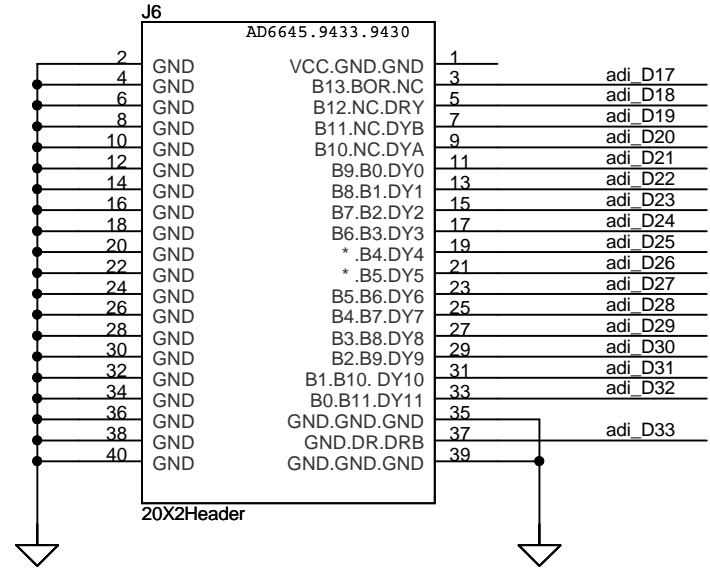 J6
AD6645.9433.9430
2 GND VCC.GND.GND 1
4 GND B13.BOR.NC 3 adi_D17
6 GND B12.NC.DRY 5 adi_D18
8 GND B11.NC.DYB 7 adi_D19
10 GND B10.NC.DYA 9 adi_D20
12 GND B9.B0.DY0 11 adi_D21
14 GND B8.B1.DY1 13 adi_D22
16 GND B7.B2.DY2 15 adi_D23
18 GND B6.B3.DY3 17 adi_D24
20 GND * .B4.DY4 19 adi_D25
22 GND * .B5.DY5 21 adi_D26
24 GND B5.B6.DY6 23 adi_D27
26 GND B4.B7.DY7 25 adi_D28
28 GND B3.B8.DY8 27 adi_D29
30 GND B2.B9.DY9 29 adi_D30
32 GND B1.B10. DY10 31 adi_D31
34 GND B0.B11.DY11 33 adi_D32
36 GND GND.GND.GND 35
38 GND GND.DR.DRB 37 adi_D33
40 GND GND.GND.GND 39
20X2Header